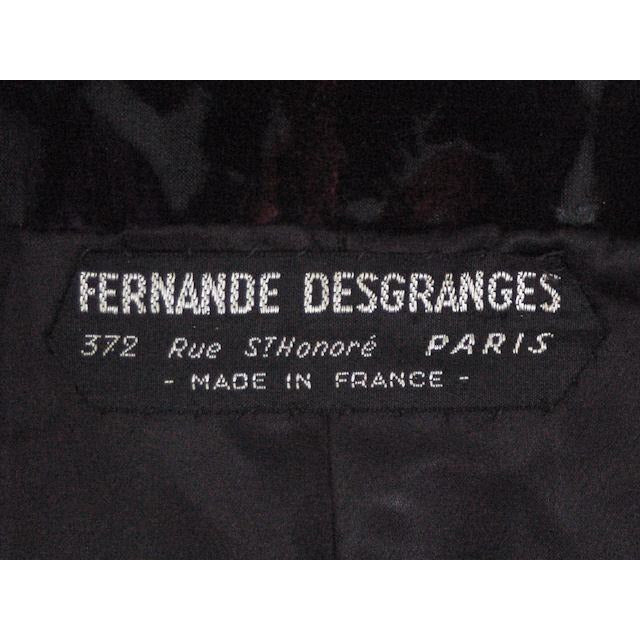 FERNANDE DESGRANGES
372 Rue St Honoré PARIS
- MADE IN FRANCE -